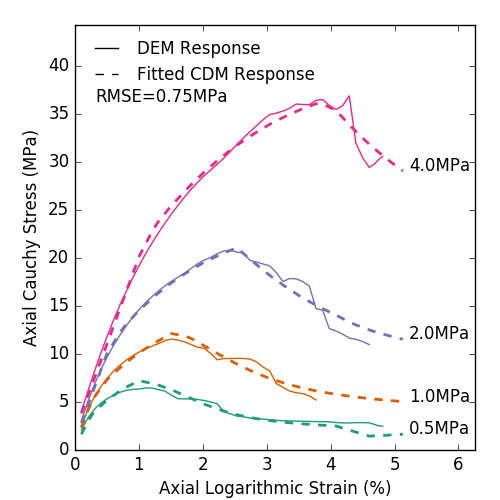 DEM Response
Fitted CDM Response
RMSE=0.75MPa
Axial Cauchy Stress (MPa)
40
35
30
25
20
15
10
5
0
4.0MPa
2.0MPa
1.0MPa
0.5MPa
0 1 2 3 4 5 6
Axial Logarithmic Strain (%)